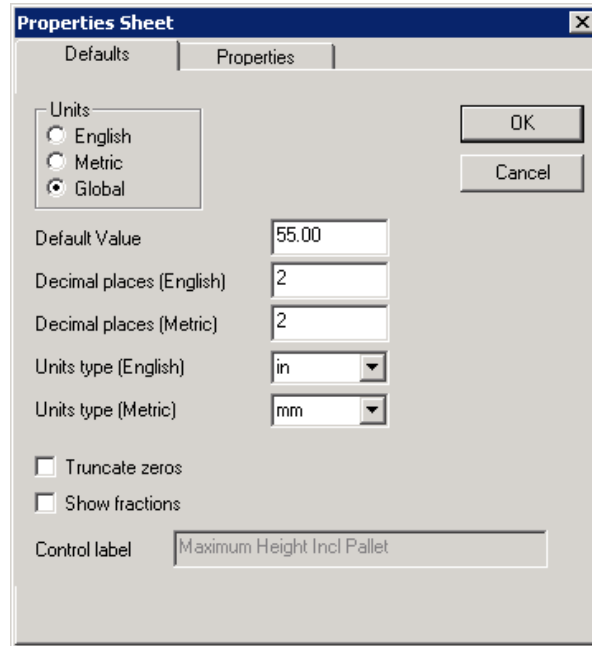 Properties Sheet
Defaults Properties
Units
English
Metric
Global
OK
Cancel
Default Value 55.00
Decimal places (English) 2
Decimal places (Metric) 2
Units type (English) in
Units type (Metric) mm
Truncate zeros
Show fractions
Control label Maximum Height Incl Pallet